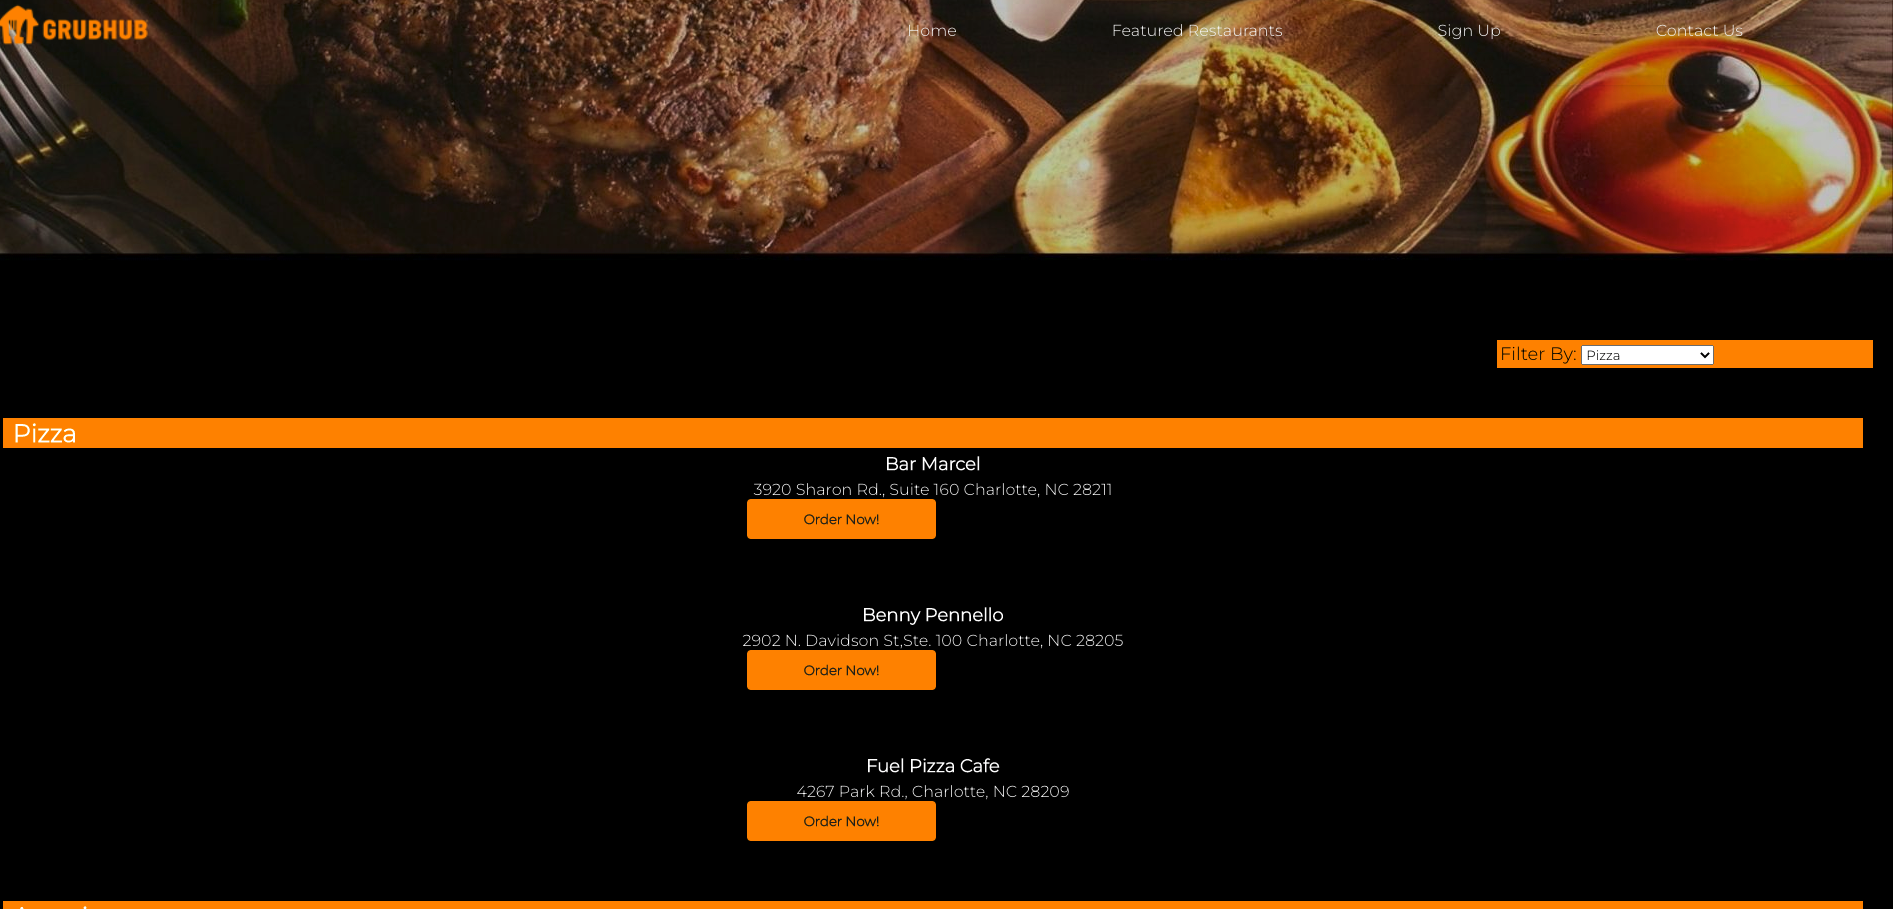 GRUBHUB
Home
Featured Restaurants
Sign Up
Contact Us
Filter By: Pizza
Pizza
Bar Marcel
3920 Sharon Rd., Suite 160 Charlotte, NC 28211
Order Now!
Benny Pennello
2902 N. Davidson St,Ste. 100 Charlotte, NC 28205
Order Now!
Fuel Pizza Cafe
4267 Park Rd., Charlotte, NC 28209
Order Now!